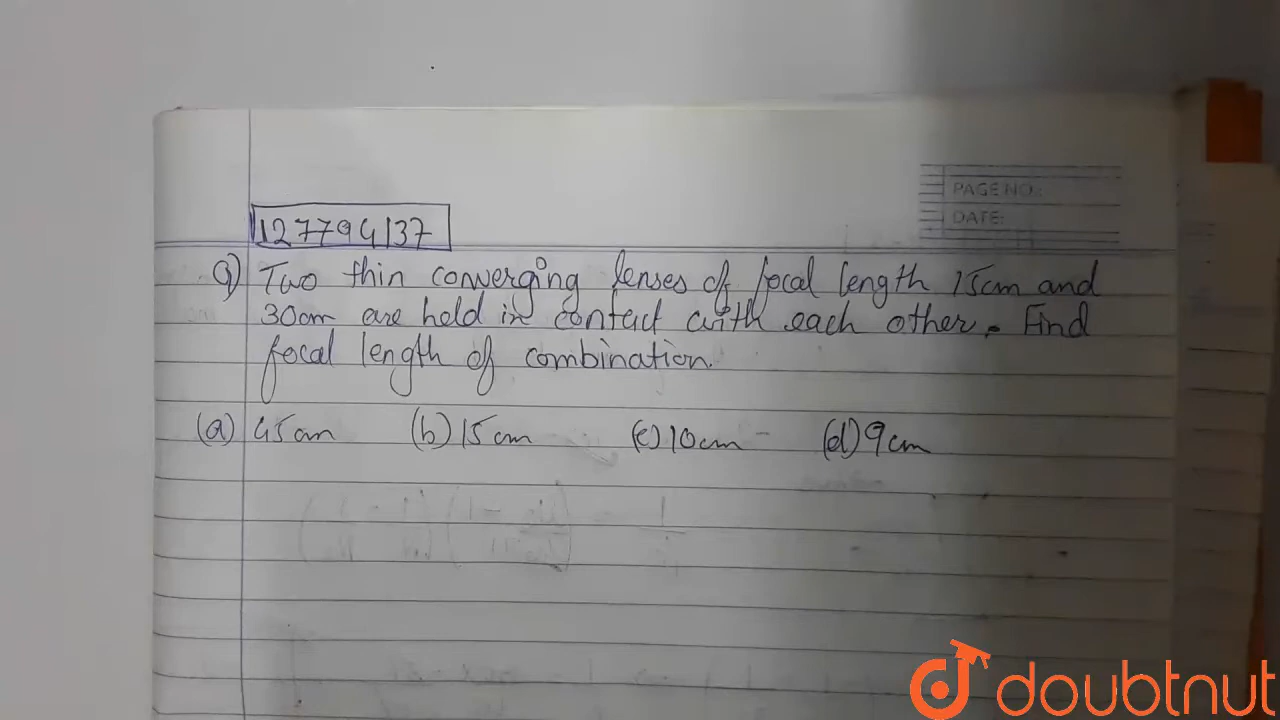 PAGE NO.:
DATE:
127794137
Q) Two thin converging lenses of focal length 15cm and
30cm are held in contact with each other. Find
focal length of combination.
(a) 45cm (b) 15cm (c) 10cm (d) 9cm
doubtnut